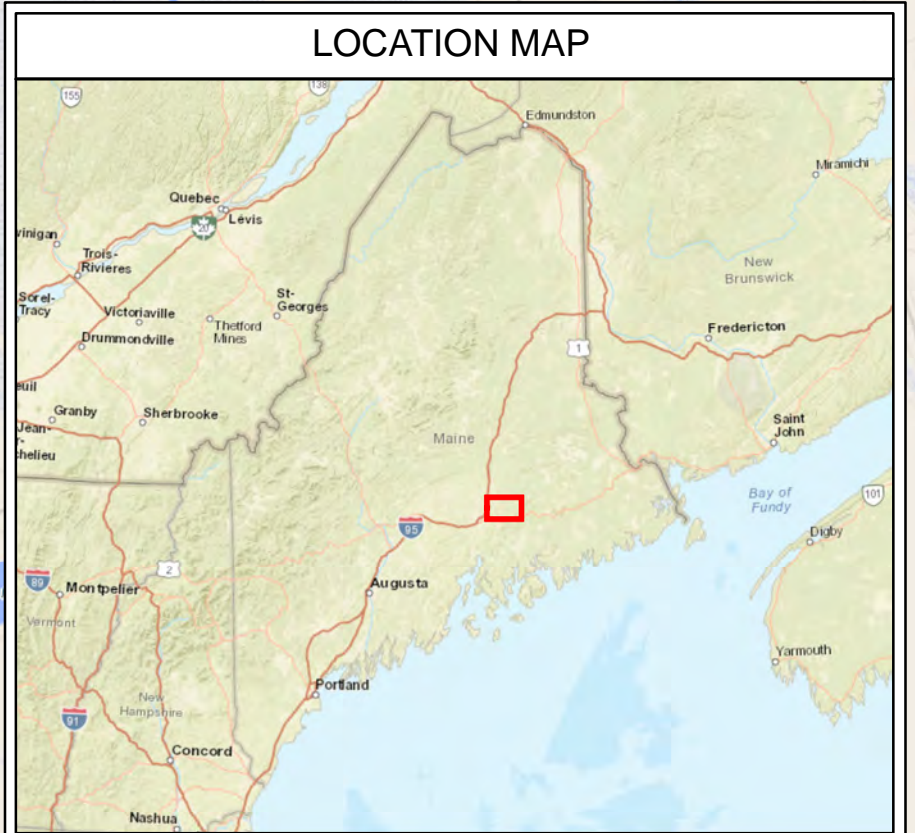 LOCATION MAP
155
138
Edmundston
Miramichi
Quebec
Lévis
20
vinigan
Trois-
Rivieres
New
Brunswick
Sorel-
Tracy
St-
Georges
Victoriaville
Thetford
Mines
Drummondville
Fredericton
1
euil
Granby
Sherbrooke
Saint
John
Jean-
r-
chelieu
Maine
Bay of
Fundy
101
95
Digby
2
89
Montpelier
Augusta
Vermont
Yarmouth
Portland
New
Hampshire
91
Concord
Nashua